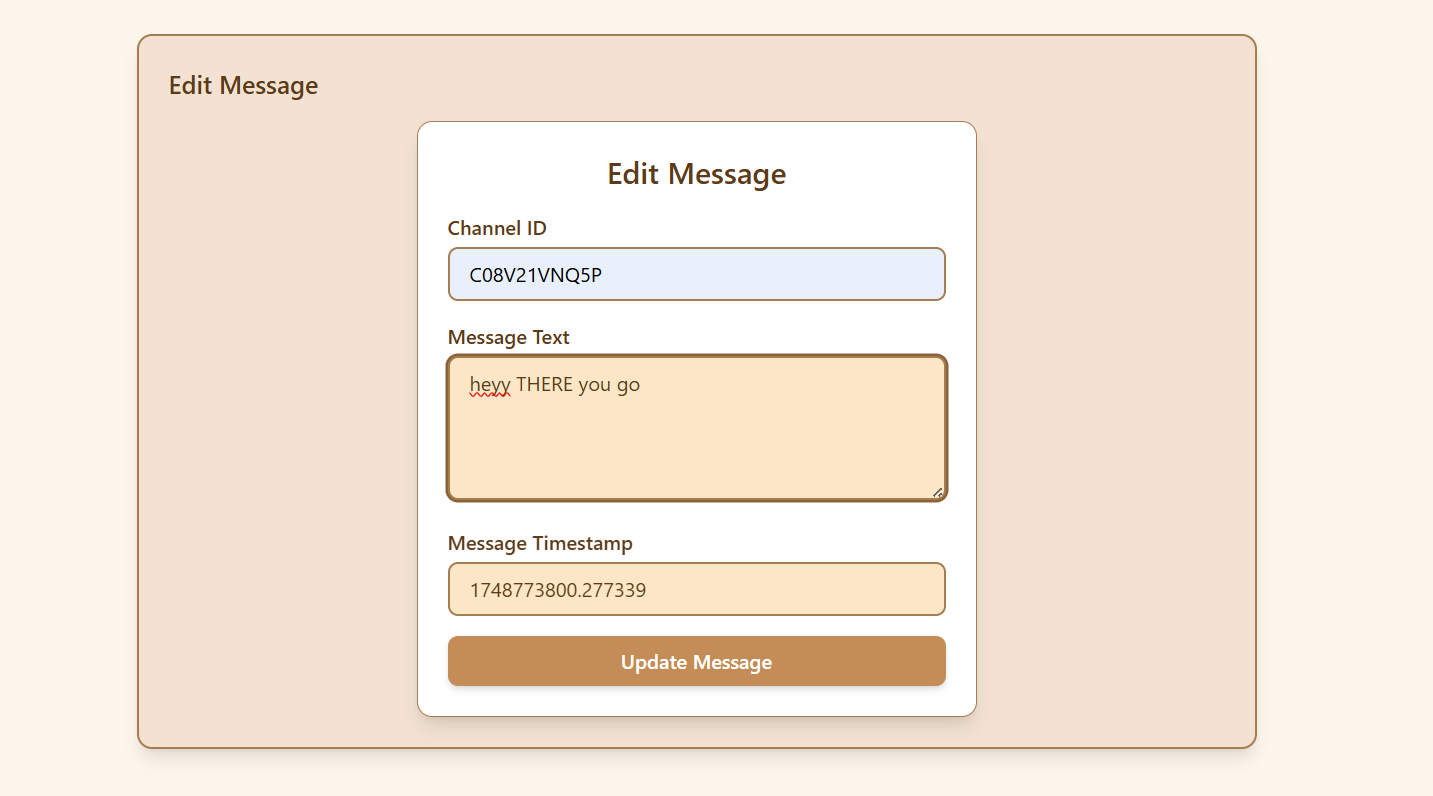 Edit Message
Edit Message
Channel ID
C08V21VNQ5P
Message Text
heyy THERE you go
Message Timestamp
1748773800.277339
Update Message